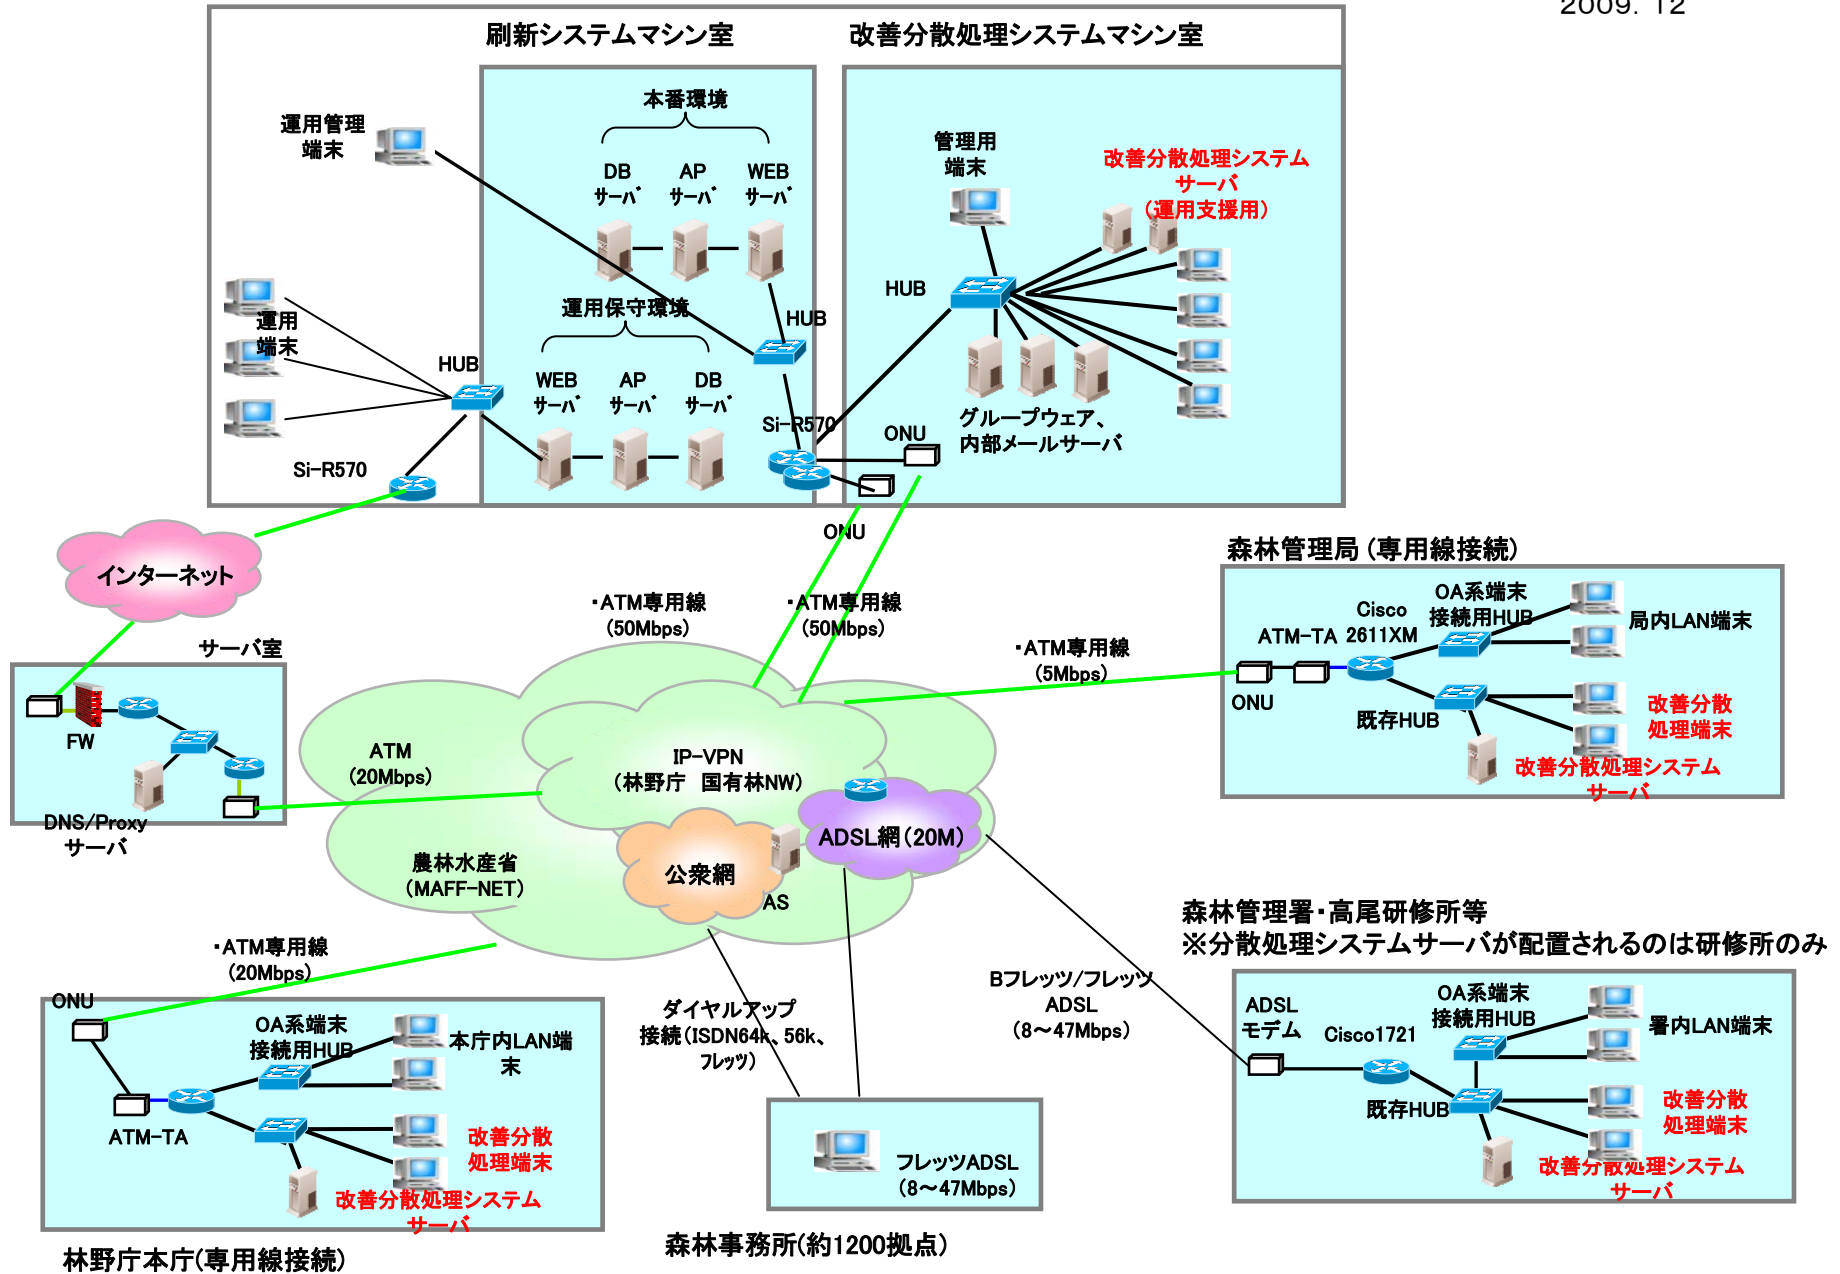 2009. 12
刷新システムマシン室
改善分散処理システムマシン室
本番環境
運用管理
端末
DB
サーバ
AP
サーバ
WEB
サーバ
管理用
端末
改善分散処理システム
サーバ
（運用支援用）
HUB
運用保守環境
HUB
運用
端末
HUB
WEB
サーバ
AP
サーバ
DB
サーバ
Si-R570
ONU
グループウェア、
内部メールサーバ
Si-R570
ONU
インターネット
・ATM専用線
(50Mbps)
・ATM専用線
(50Mbps)
・ATM専用線
(5Mbps)
森林管理局(専用線接続)
OA系端末
接続用HUB
Cisco
2611XM
ATM-TA
局内LAN端末
ONU
既存HUB
改善分散
処理端末
改善分散処理システム
サーバ
サーバ室
FW
DNS/Proxy
サーバ
ATM
(20Mbps)
IP-VPN
(林野庁　国有林NW)
ADSL網(20M)
公衆網
AS
農林水産省
(MAFF-NET)
・ATM専用線
(20Mbps)
ONU
OA系端末
接続用HUB
本庁内LAN端
末
ATM-TA
改善分散
処理端末
改善分散処理システム
サーバ
林野庁本庁(専用線接続)
ダイヤルアップ
接続(ISDN64k、56k、
フレッツ)
フレッツADSL
(8～47Mbps)
森林事務所(約1200拠点)
Bフレッツ/フレッツ
ADSL
(8～47Mbps)
森林管理署・高尾研修所等
※分散処理システムサーバが配置されるのは研修所のみ
ADSL
モデム
Cisco1721
OA系端末
接続用HUB
署内LAN端末
既存HUB
改善分散
処理端末
改善分散処理システム
サーバ